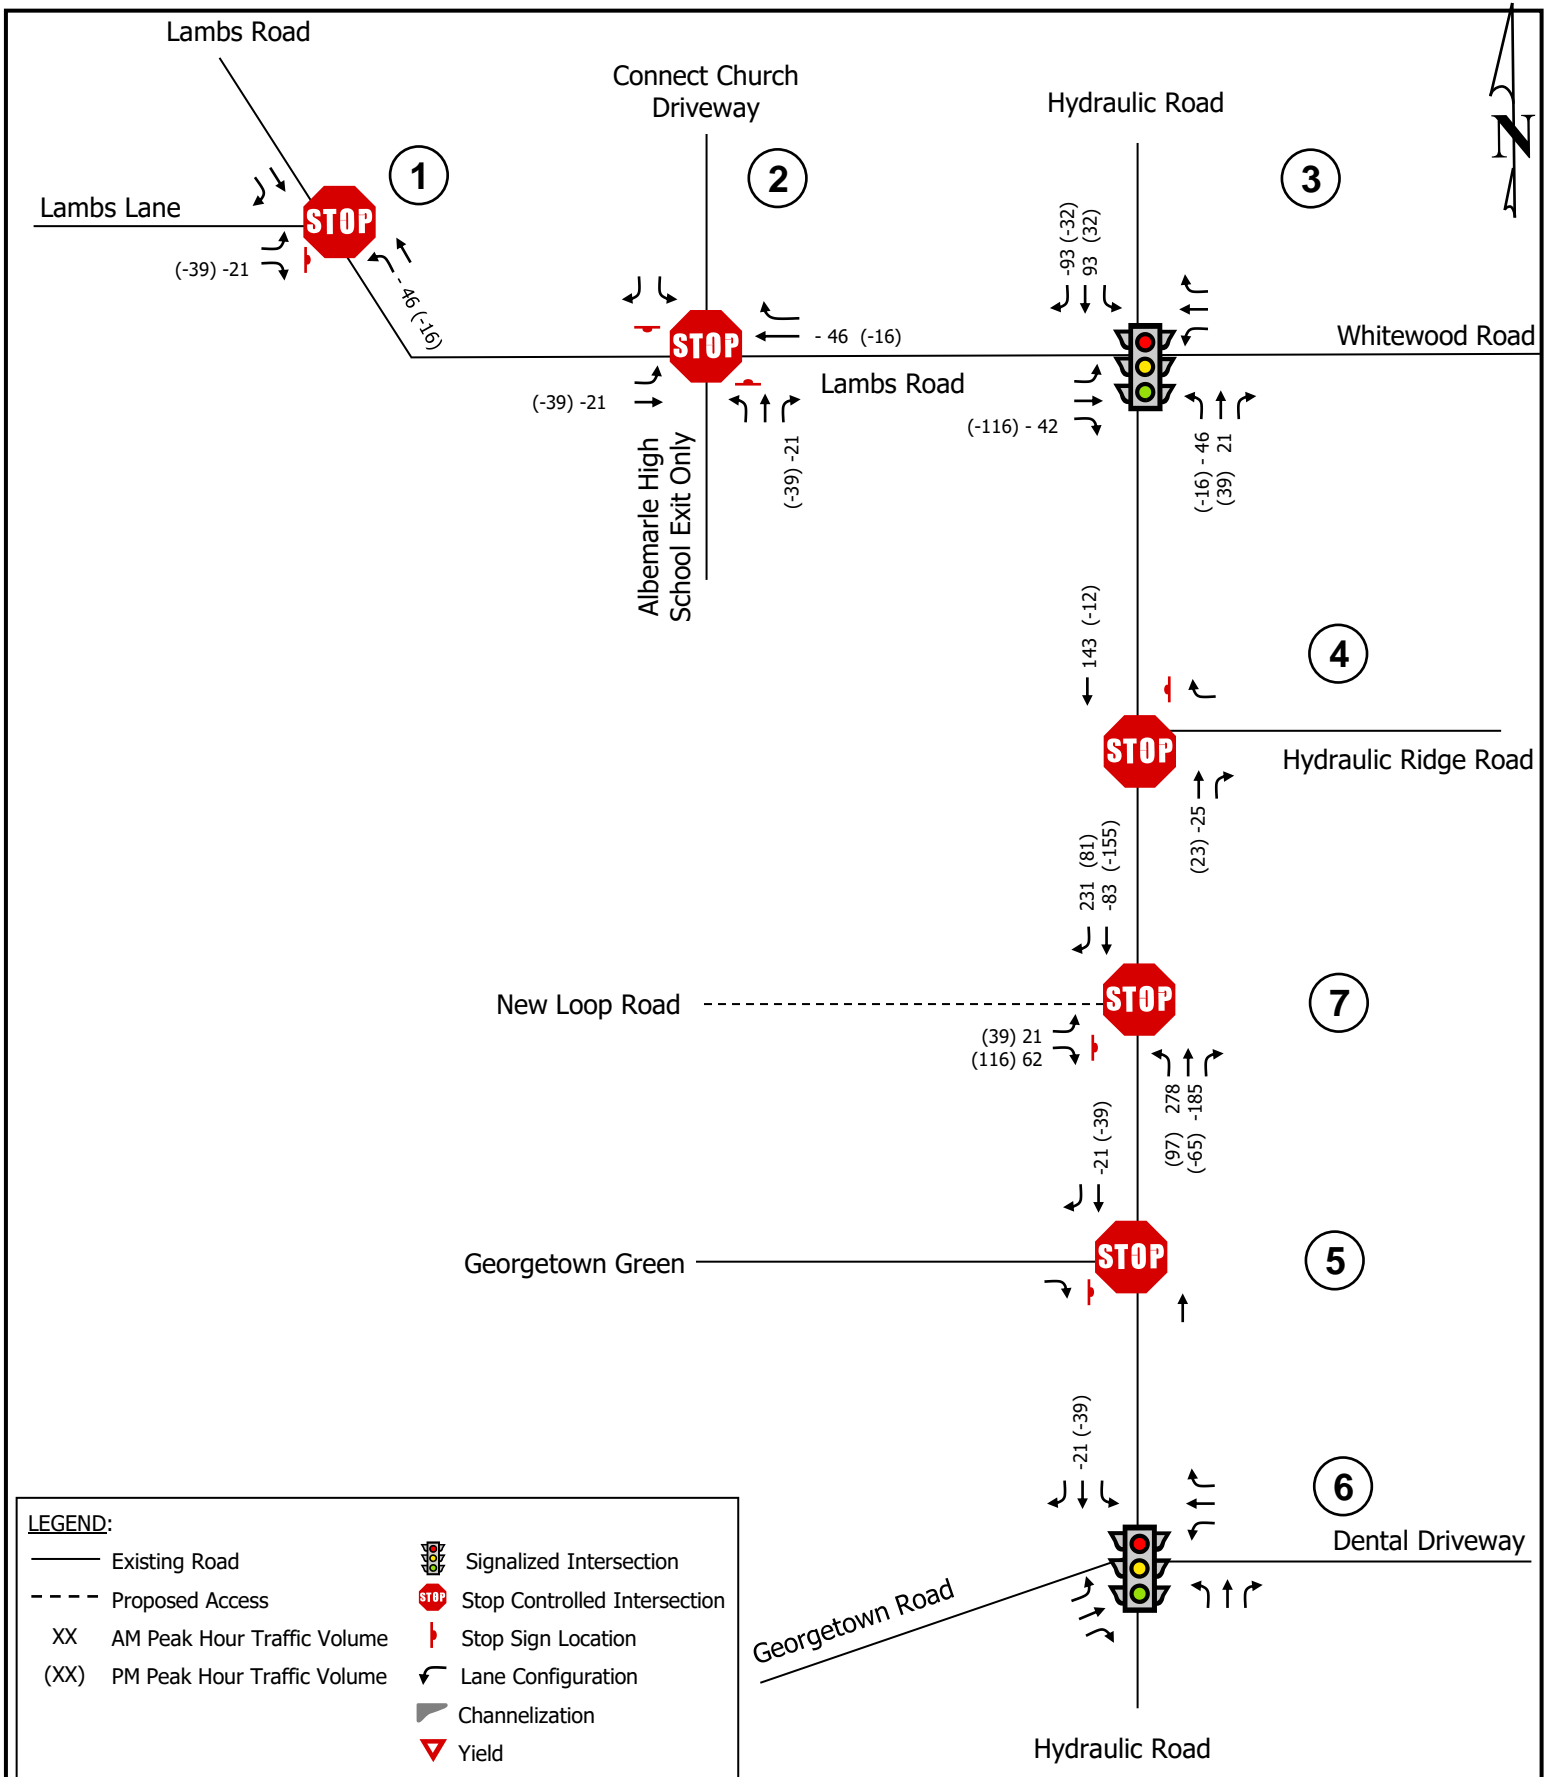 Lambs Road
Connect Church
Driveway
Hydraulic Road
N
1
2
3
Lambs Lane
STOP
(-39) -21
- 46 (-16)
-93 (-32)
93 (32)
STOP
- 46 (-16)
Whitewood Road
Lambs Road
(-39) -21
(-116) - 42
(-39) -21
(-16) - 46
(39) 21
Albemarle High
School Exit Only
143 (-12)
4
STOP
Hydraulic Ridge Road
(23) -25
231 (81)
-83 (-155)
New Loop Road
STOP
7
(39) 21
(116) 62
(97) 278
(-65) -185
-21 (-39)
Georgetown Green
STOP
5
-21 (-39)
6
Dental Driveway
Georgetown Road
Hydraulic Road
LEGEND:
Existing Road
Signalized Intersection
Proposed Access
STOP
Stop Controlled Intersection
XX AM Peak Hour Traffic Volume
Stop Sign Location
(XX) PM Peak Hour Traffic Volume
Lane Configuration
Channelization
Yield